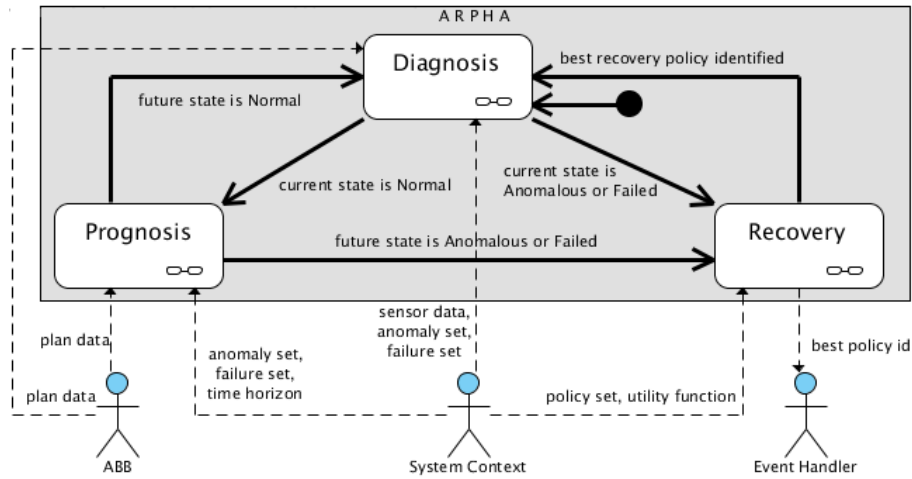 A R P H A
Diagnosis
best recovery policy identified
future state is Normal
current state is Normal
current state is
Anomalous or Failed
Prognosis
future state is Anomalous or Failed
Recovery
plan data
plan data
anomaly set,
failure set,
time horizon
sensor data,
anomaly set,
failure set
policy set, utility function
best policy id
ABB
System Context
Event Handler